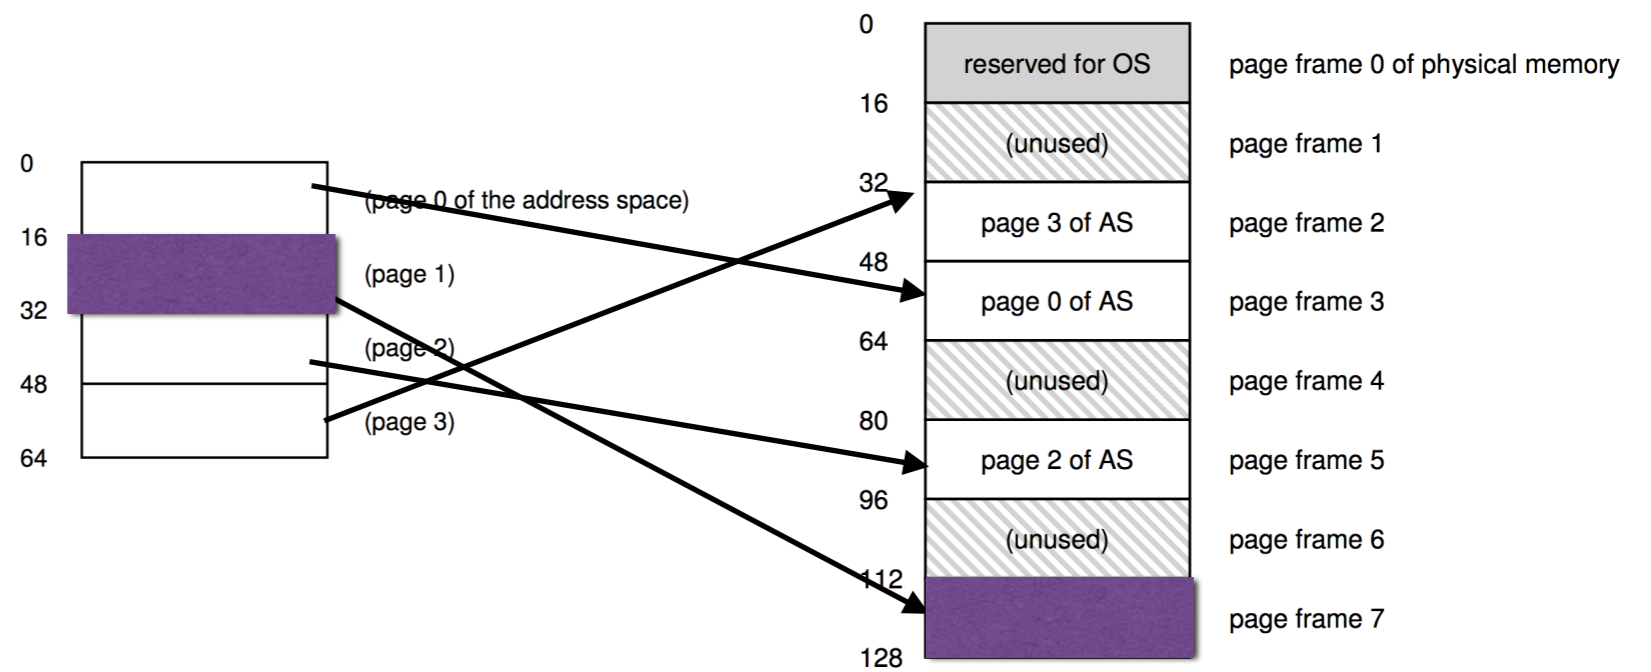 0
reserved for OS
page frame 0 of physical memory
16
(unused)
page frame 1
0
(page 0 of the address space)
32
page 3 of AS
page frame 2
16
(page 1)
48
page 0 of AS
page frame 3
32
(page 2)
64
(unused)
page frame 4
48
(page 3)
80
page 2 of AS
page frame 5
64
96
(unused)
page frame 6
112
page frame 7
128